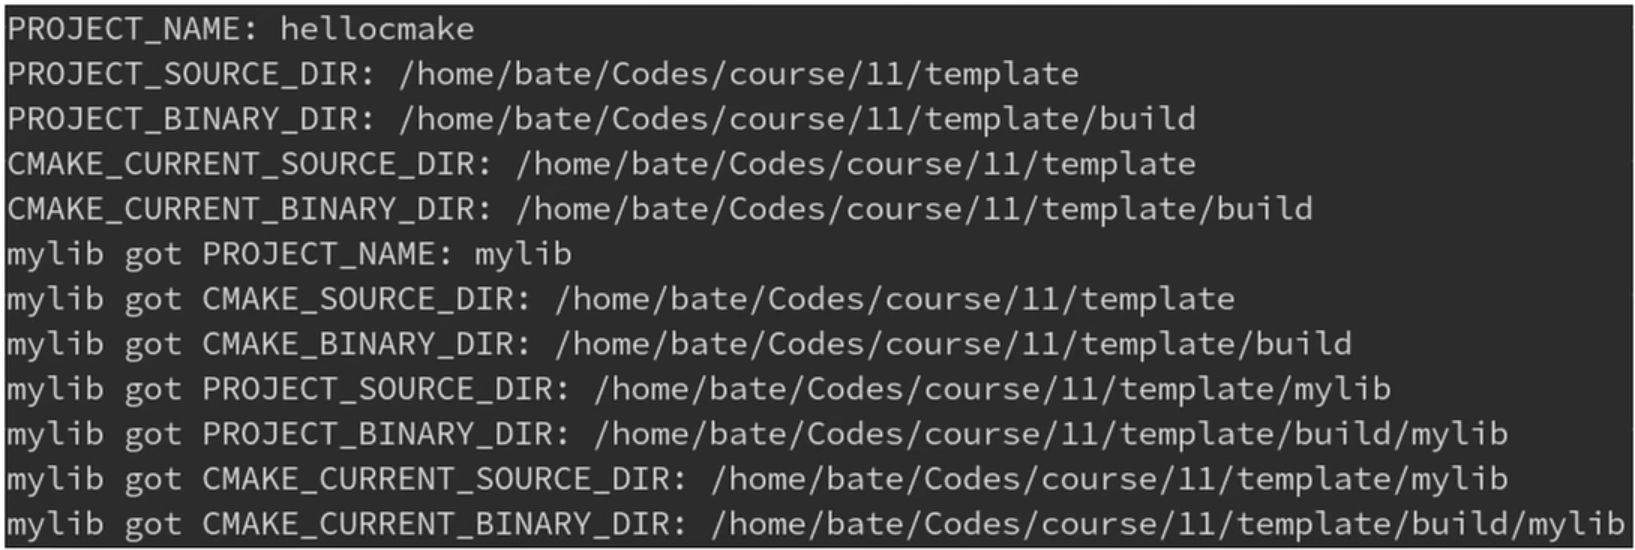 PROJECT_NAME: hellocmake
PROJECT_SOURCE_DIR: /home/bate/Codes/course/11/template
PROJECT_BINARY_DIR: /home/bate/Codes/course/11/template/build
CMAKE_CURRENT_SOURCE_DIR: /home/bate/Codes/course/11/template
CMAKE_CURRENT_BINARY_DIR: /home/bate/Codes/course/11/template/build
mylib got PROJECT_NAME: mylib
mylib got CMAKE_SOURCE_DIR: /home/bate/Codes/course/11/template
mylib got CMAKE_BINARY_DIR: /home/bate/Codes/course/11/template/build
mylib got PROJECT_SOURCE_DIR: /home/bate/Codes/course/11/template/mylib
mylib got PROJECT_BINARY_DIR: /home/bate/Codes/course/11/template/build/mylib
mylib got CMAKE_CURRENT_SOURCE_DIR: /home/bate/Codes/course/11/template/mylib
mylib got CMAKE_CURRENT_BINARY_DIR: /home/bate/Codes/course/11/template/build/mylib